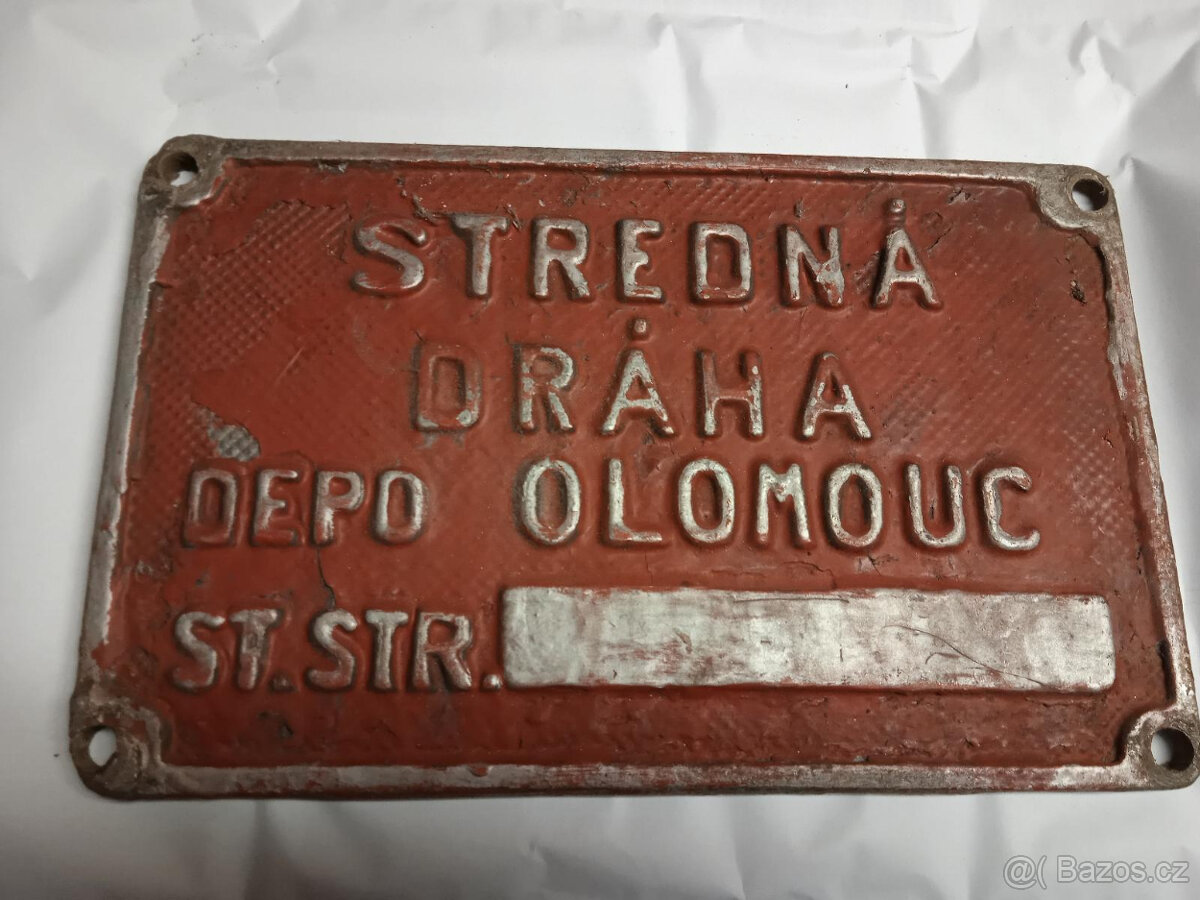 STREDNÁ
DRÁHA
DEPO OLOMOUC
ST. STR.
@( Bazos.cz